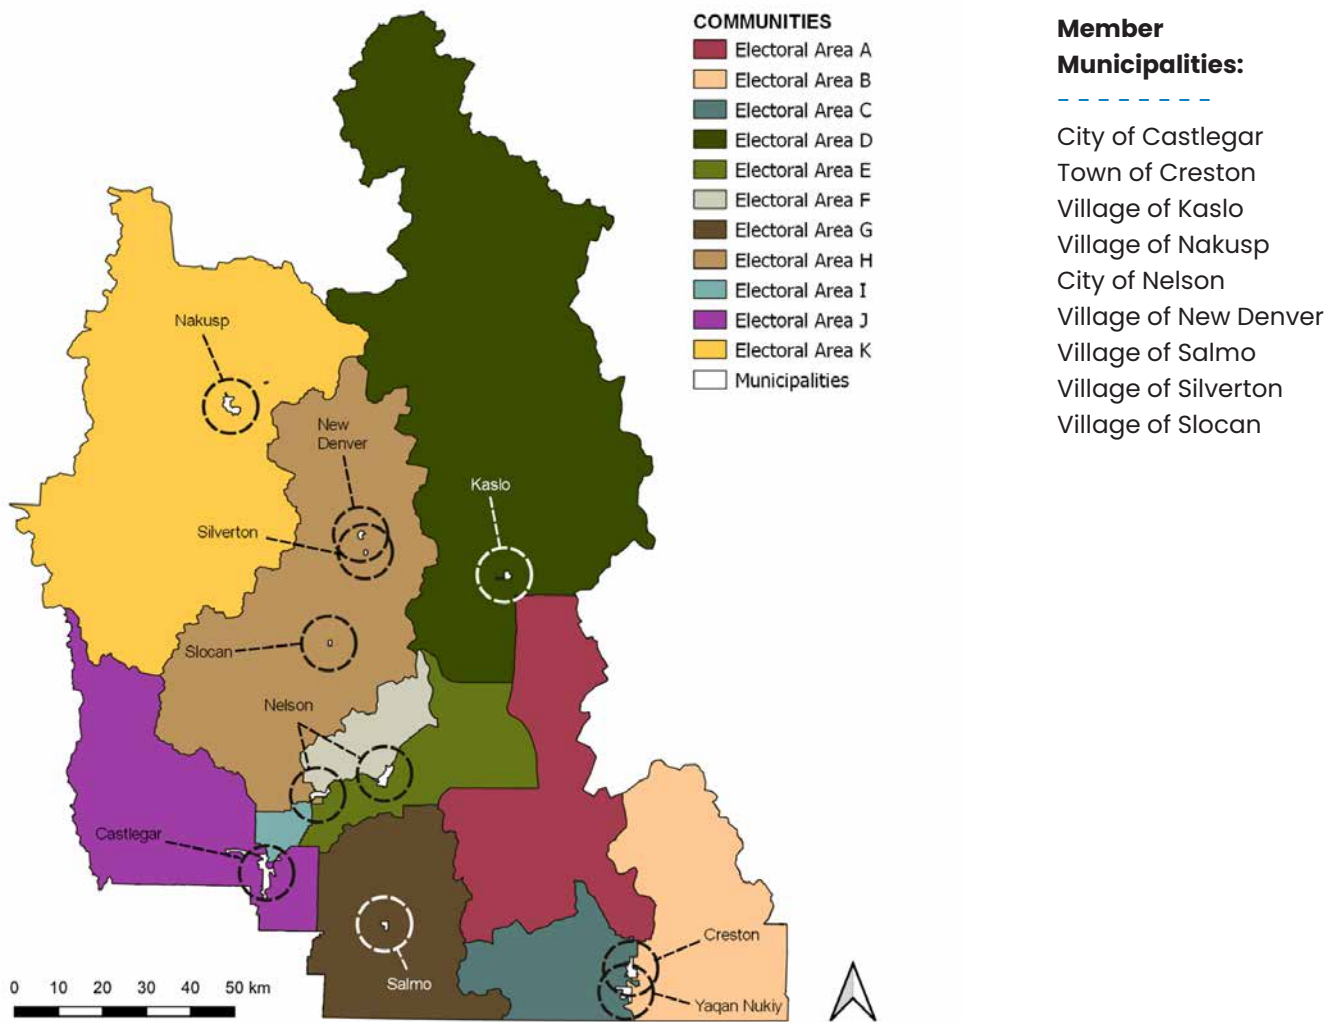 COMMUNITIES
Electoral Area A
Electoral Area B
Electoral Area C
Electoral Area D
Electoral Area E
Electoral Area F
Electoral Area G
Electoral Area H
Electoral Area I
Electoral Area J
Electoral Area K
Municipalities
Nakusp
New
Denver
Kaslo
Silverton
Slocan
Nelson
Castlegar
Creston
Salmo
Yaqan Nukiy
0 10 20 30 40 50 km
Member
Municipalities:
City of Castlegar
Town of Creston
Village of Kaslo
Village of Nakusp
City of Nelson
Village of New Denver
Village of Salmo
Village of Silverton
Village of Slocan